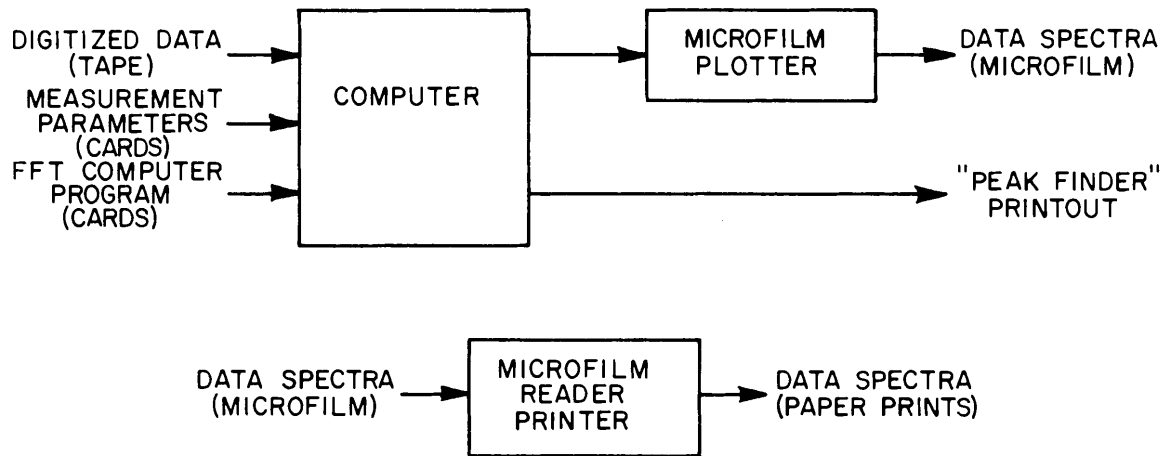 DIGITIZED DATA
(TAPE)
MEASUREMENT
PARAMETERS
(CARDS)
FFT COMPUTER
PROGRAM
(CARDS)
COMPUTER
MICROFILM
PLOTTER
DATA SPECTRA
(MICROFILM)
"PEAK FINDER"
PRINTOUT
DATA SPECTRA
(MICROFILM)
MICROFILM
READER
PRINTER
DATA SPECTRA
(PAPER PRINTS)